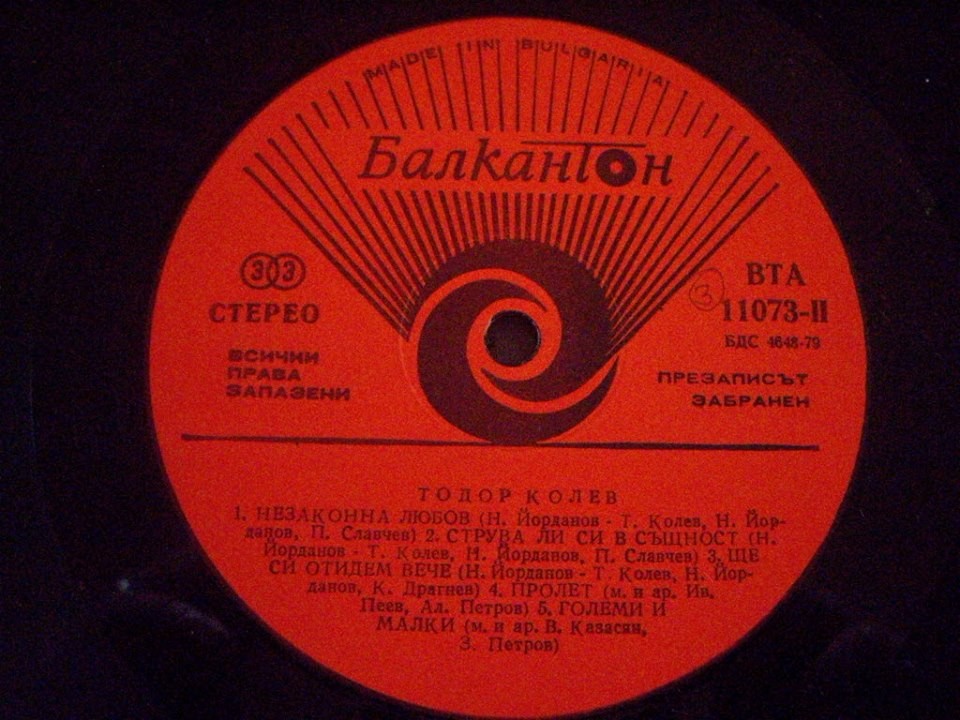 MADE IN BULGARIA
Балкантон
33
СТЕРЕО
ВСИЧКИ
ПРАВА
ЗАПАЗЕНИ
3
ВТА
11073-II
БДС 4648-79
ПРЕЗАПИСЪТ
ЗАБРАНЕН
ТОДОР КОЛЕВ
1. НЕЗАКОННА ЛЮБОВ (Н. Йорданов - Т. Колев, Н. Йор-
данов, П. Славчев) 2. СТРУВА ЛИ СИ В СЪЩНОСТ (Н.
Йорданов - Т. Колев, Н. Йорданов, П. Славчев) 3. ЩЕ
СИ ОТИДЕМ ВЕЧЕ (Н. Йорданов - Т. Колев, Н. Йор-
данов, К. Драгнев) 4. ПРОЛЕТ (м. и ар. Ив.
Пеев, Ал. Петров) 5. ГОЛЕМИ И
МАЛКИ (м. и ар. В. Казасян,
З. Петров)